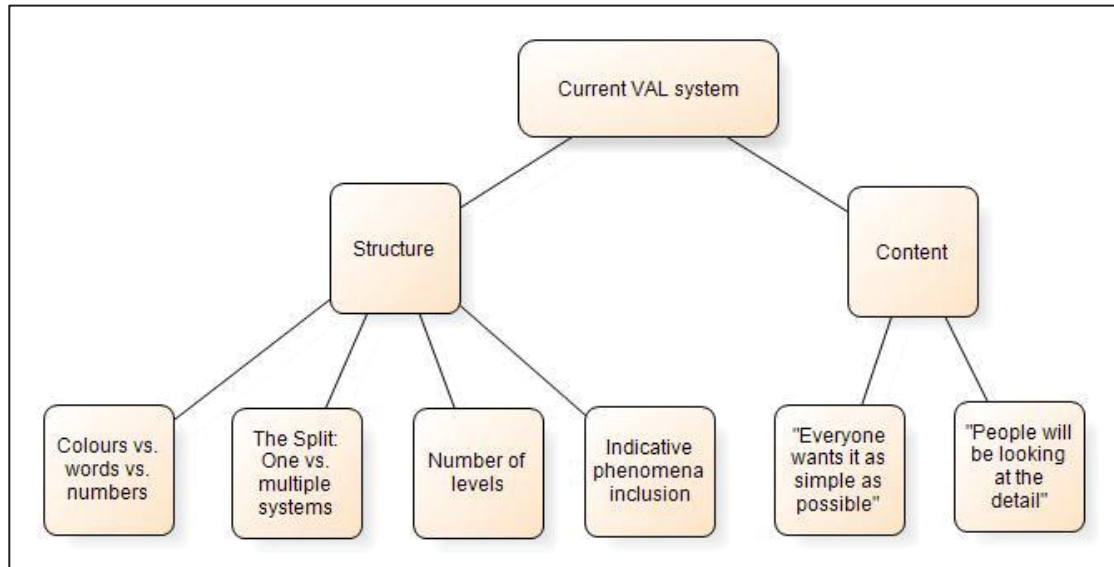 Current VAL system
Structure
Content
Colours vs.
words vs.
numbers
The Split:
One vs.
multiple
systems
Number of
levels
Indicative
phenomena
inclusion
"Everyone
wants it as
simple as
possible"
"People will
be looking
at the
detail"